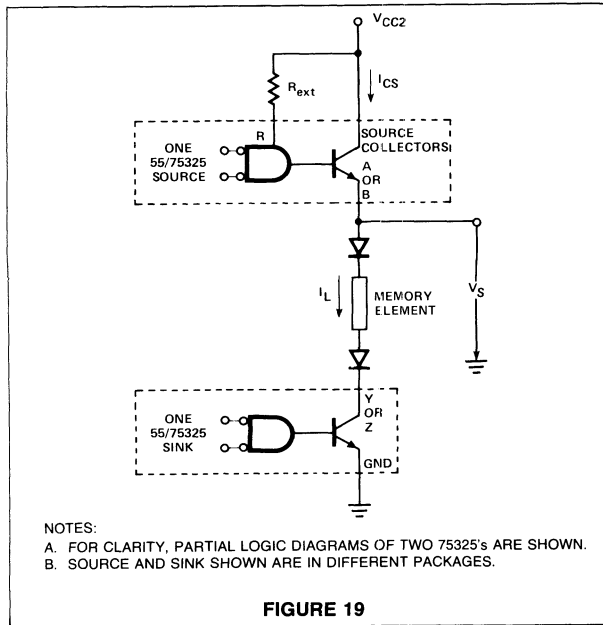 VCC2
Rext
ICS
R
SOURCE
COLLECTORS
ONE
55/75325
SOURCE
A
OR
B
IL
MEMORY
ELEMENT
VS
Y
OR
Z
ONE
55/75325
SINK
GND
NOTES:
A. FOR CLARITY, PARTIAL LOGIC DIAGRAMS OF TWO 75325's ARE SHOWN.
B. SOURCE AND SINK SHOWN ARE IN DIFFERENT PACKAGES.
FIGURE 19